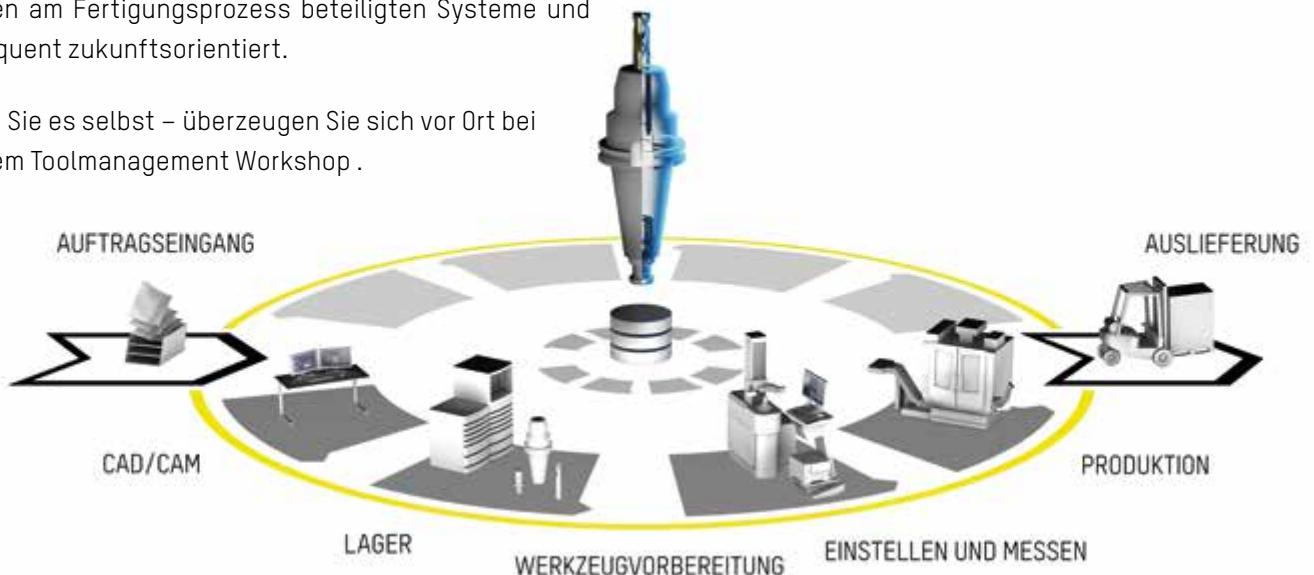 en am Fertigungsprozess beteiligten Systeme und
quent zukunftsorientiert.
Sie es selbst – überzeugen Sie sich vor Ort bei
em Toolmanagement Workshop .
AUFTRAGSEINGANG
AUSLIEFERUNG
CAD/CAM
PRODUKTION
LAGER
EINSTELLEN UND MESSEN
WERKZEUGVORBEREITUNG